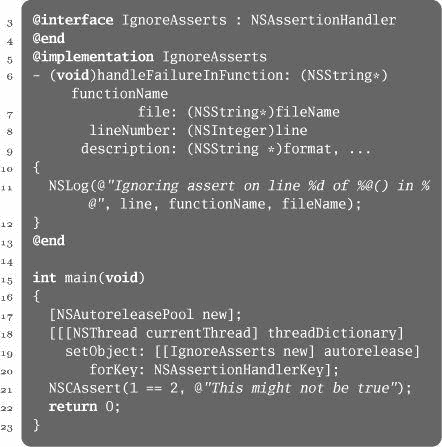 3 @interface IgnoreAsserts : NSAssertionHandler
4 @end
5 @implementation IgnoreAsserts
6 - (void)handleFailureInFunction: (NSString*)
functionName
7 file: (NSString*)fileName
8 lineNumber: (NSInteger)line
9 description: (NSString *)format, ...
10 {
11 NSLog(@"Ignoring assert on line %d of %@() in %
@", line, functionName, fileName);
12 }
13 @end
14
15 int main(void)
16 {
17 [NSAutoreleasePool new];
18 [[[NSThread currentThread] threadDictionary]
19 setObject: [[IgnoreAsserts new] autorelease]
20 forKey: NSAssertionHandlerKey];
21 NSCAssert(1 == 2, @"This might not be true");
22 return 0;
23 }